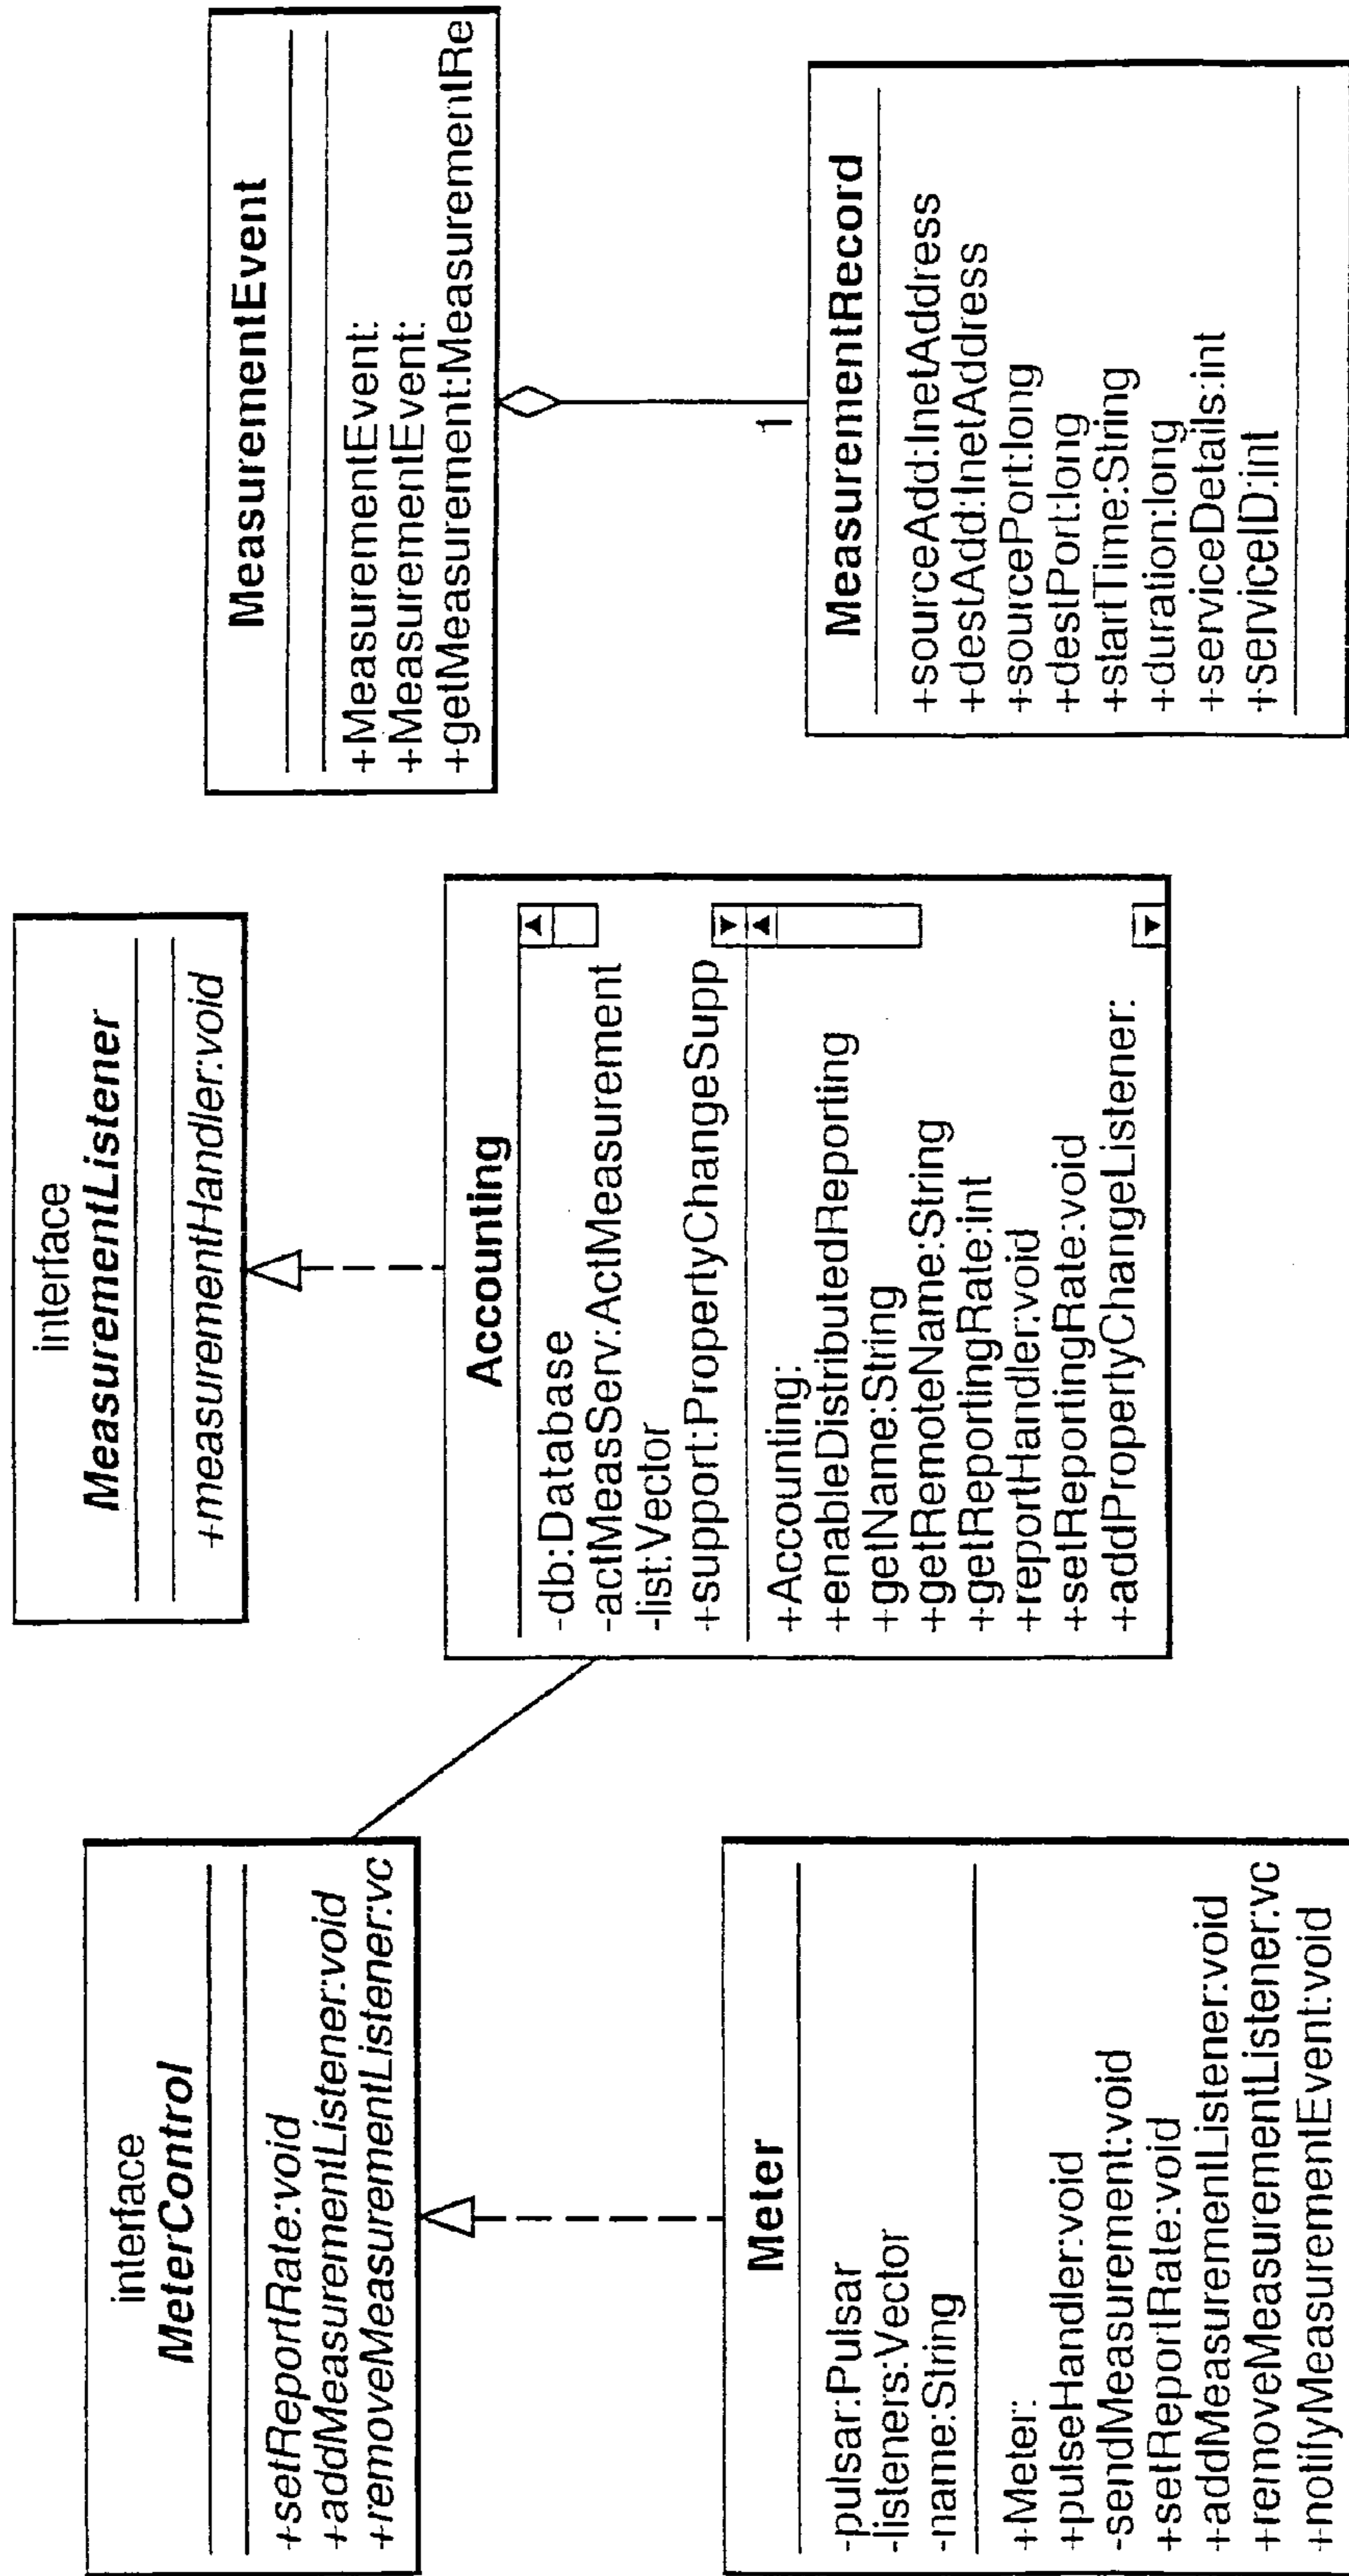 interface
MeterControl
+setReportRate:void
+addMeasurementListener:void
+removeMeasurementListener:vc
Meter
-pulsar:Pulsar
-listeners:Vector
-name:String
+Meter:
+pulseHandler:void
-sendMeasurement:void
+setReportRate:void
+addMeasurementListener:void
+removeMeasurementListener:vc
+notifyMeasurementEvent:void
interface
MeasurementListener
+measurementHandler:void
Accounting
-db:Database
-actMeasServ:ActMeasurement
-list:Vector
+support:PropertyChangeSupp
+Accounting:
+enableDistributedReporting
+getName:String
+getRemoteName:String
+getReportingRate:int
+reportHandler:void
+setReportingRate:void
+addPropertyChangeListener:
MeasurementEvent
+MeasurementEvent:
+MeasurementEvent:
+getMeasurement:MeasurementRe
1
MeasurementRecord
+sourceAdd:InetAddress
+destAdd:InetAddress
+sourcePort:long
+destPort:long
+startTime:String
+duration:long
+serviceDetails:int
+serviceID:int